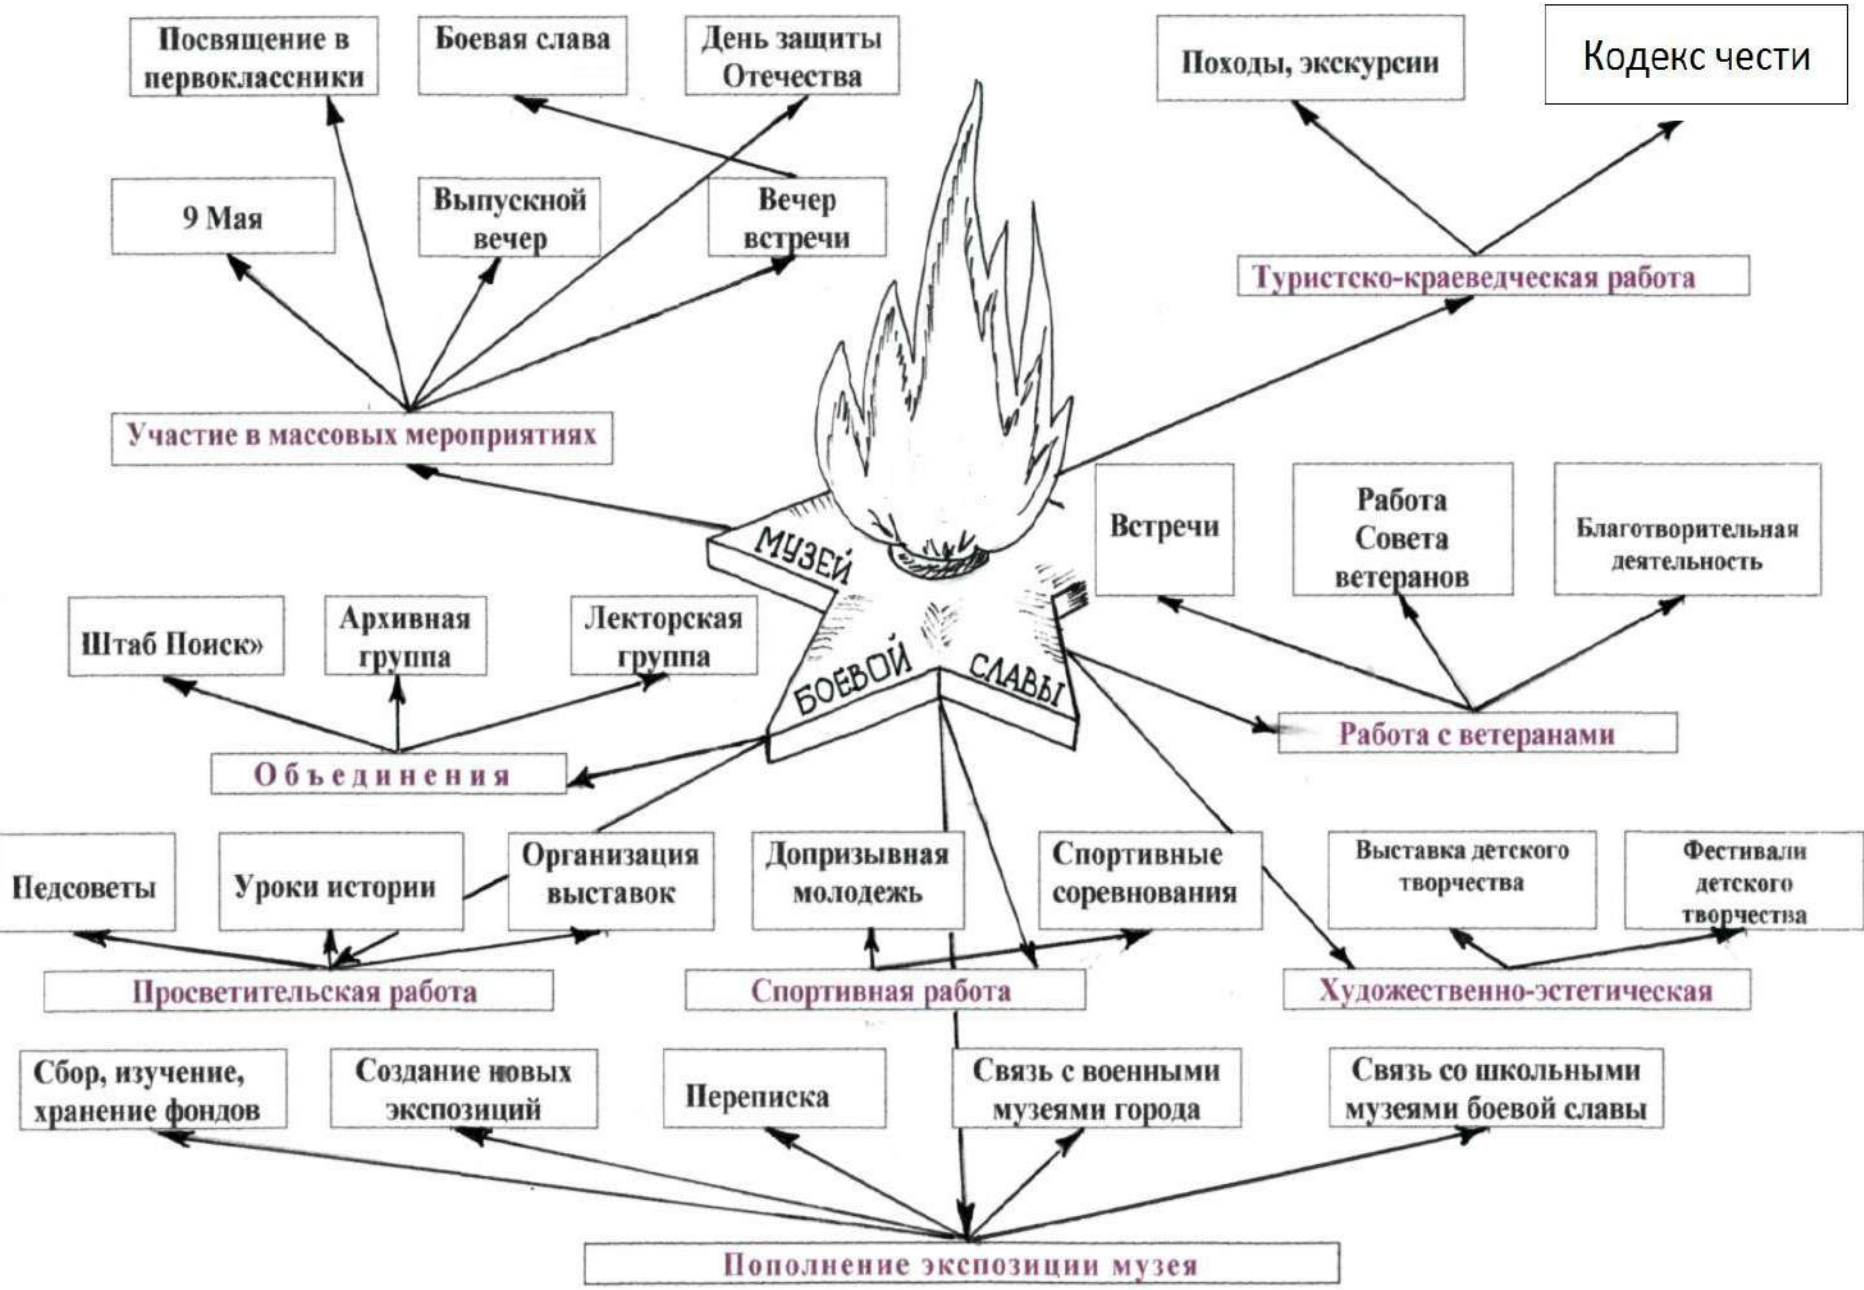 Посвящение в
первоклассники
Боевая слава
День защиты
Отечества
Походы, экскурсии
Кодекс чести
9 Мая
Выпускной
вечер
Вечер
встречи
Туристско-краеведческая работа
Участие в массовых мероприятиях
МУЗЕЙ
БОЕВОЙ
СЛАВЫ
Встречи
Работа
Совета
ветеранов
Благотворительная
деятельность
Штаб Поиск»
Архивная
группа
Лекторская
группа
Объединения
Работа с ветеранами
Педсоветы
Уроки истории
Организация
выставок
Допризывная
молодежь
Спортивные
соревнования
Выставка детского
творчества
Фестивали
детского
творчества
Просветительская работа
Спортивная работа
Художественно-эстетическая
Сбор, изучение,
хранение фондов
Создание новых
экспозиций
Переписка
Связь с военными
музеями города
Связь со школьными
музеями боевой славы
Пополнение экспозиции музея